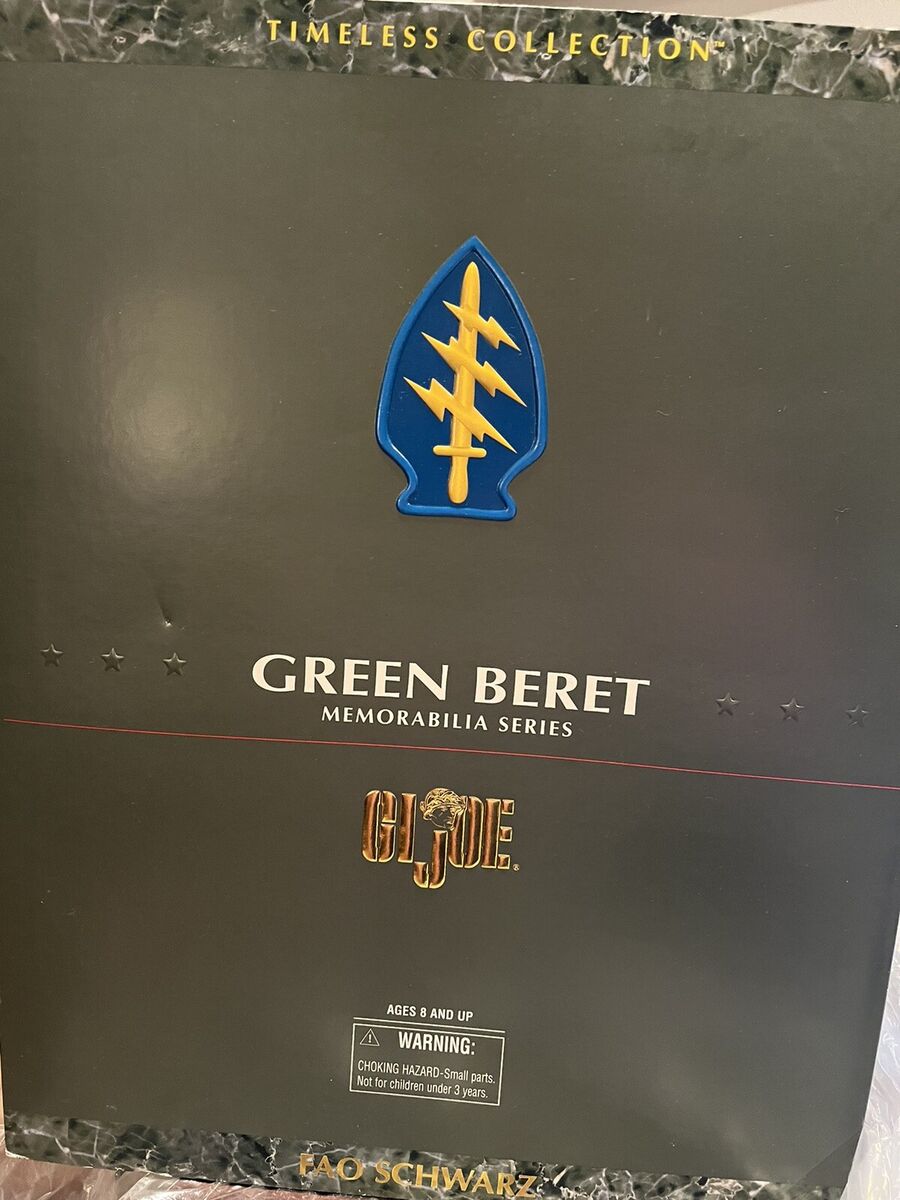 TIMELESS COLLECTION™
GREEN BERET
MEMORABILIA SERIES
GI JOE®
AGES 8 AND UP
⚠ WARNING:
CHOKING HAZARD-Small parts.
Not for children under 3 years.
FAO SCHWARZ